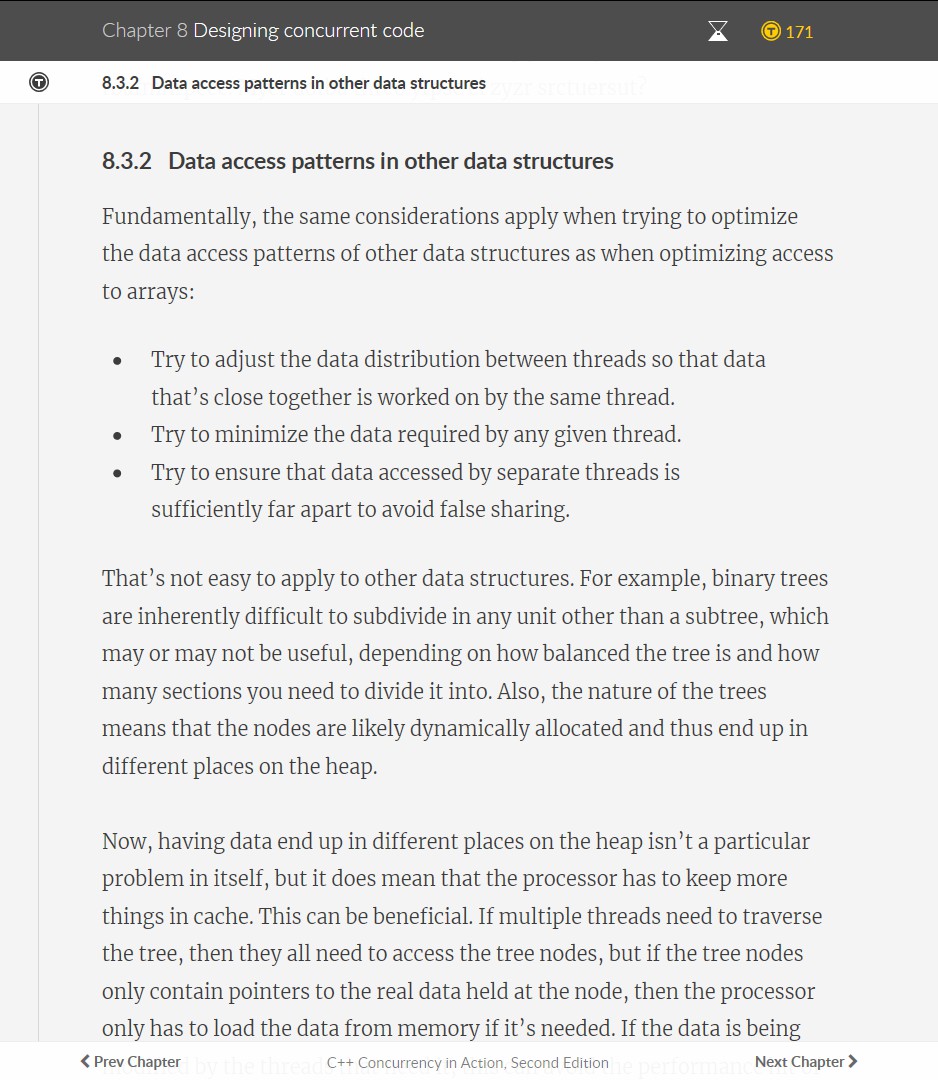 Chapter 8 Designing concurrent code
171
8.3.2 Data access patterns in other data structures
8.3.2 Data access patterns in other data structures
Fundamentally, the same considerations apply when trying to optimize
the data access patterns of other data structures as when optimizing access
to arrays:
• Try to adjust the data distribution between threads so that data
that’s close together is worked on by the same thread.
• Try to minimize the data required by any given thread.
• Try to ensure that data accessed by separate threads is
sufficiently far apart to avoid false sharing.
That’s not easy to apply to other data structures. For example, binary trees
are inherently difficult to subdivide in any unit other than a subtree, which
may or may not be useful, depending on how balanced the tree is and how
many sections you need to divide it into. Also, the nature of the trees
means that the nodes are likely dynamically allocated and thus end up in
different places on the heap.
Now, having data end up in different places on the heap isn’t a particular
problem in itself, but it does mean that the processor has to keep more
things in cache. This can be beneficial. If multiple threads need to traverse
the tree, then they all need to access the tree nodes, but if the tree nodes
only contain pointers to the real data held at the node, then the processor
only has to load the data from memory if it’s needed. If the data is being
Prev Chapter
C++ Concurrency in Action, Second Edition
Next Chapter